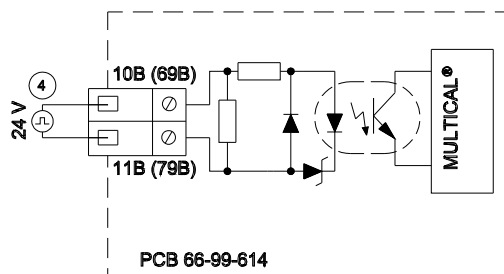 10B (69B)
4
24 V
11B (79B)
MULTICAL®
PCB 66-99-614